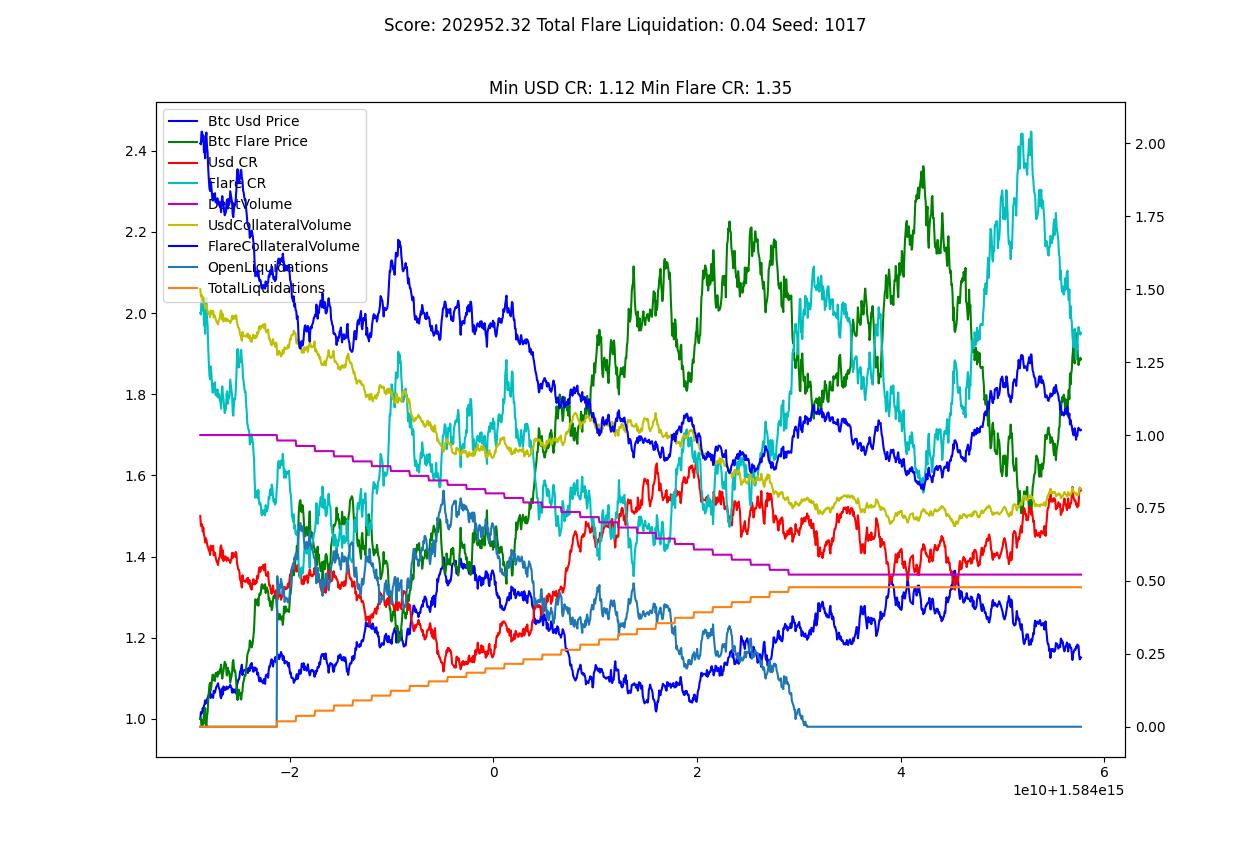 Score: 202952.32 Total Flare Liquidation: 0.04 Seed: 1017
Min USD CR: 1.12 Min Flare CR: 1.35
Btc Usd Price
Btc Flare Price
Usd CR
Flare CR
DebtVolume
UsdCollateralVolume
FlareCollateralVolume
OpenLiquidations
TotalLiquidations
2.4
2.2
2.0
1.8
1.6
1.4
1.2
1.0
2.00
1.75
1.50
1.25
1.00
0.75
0.50
0.25
0.00
−2 0 2 4 6
1e10+1.584e15